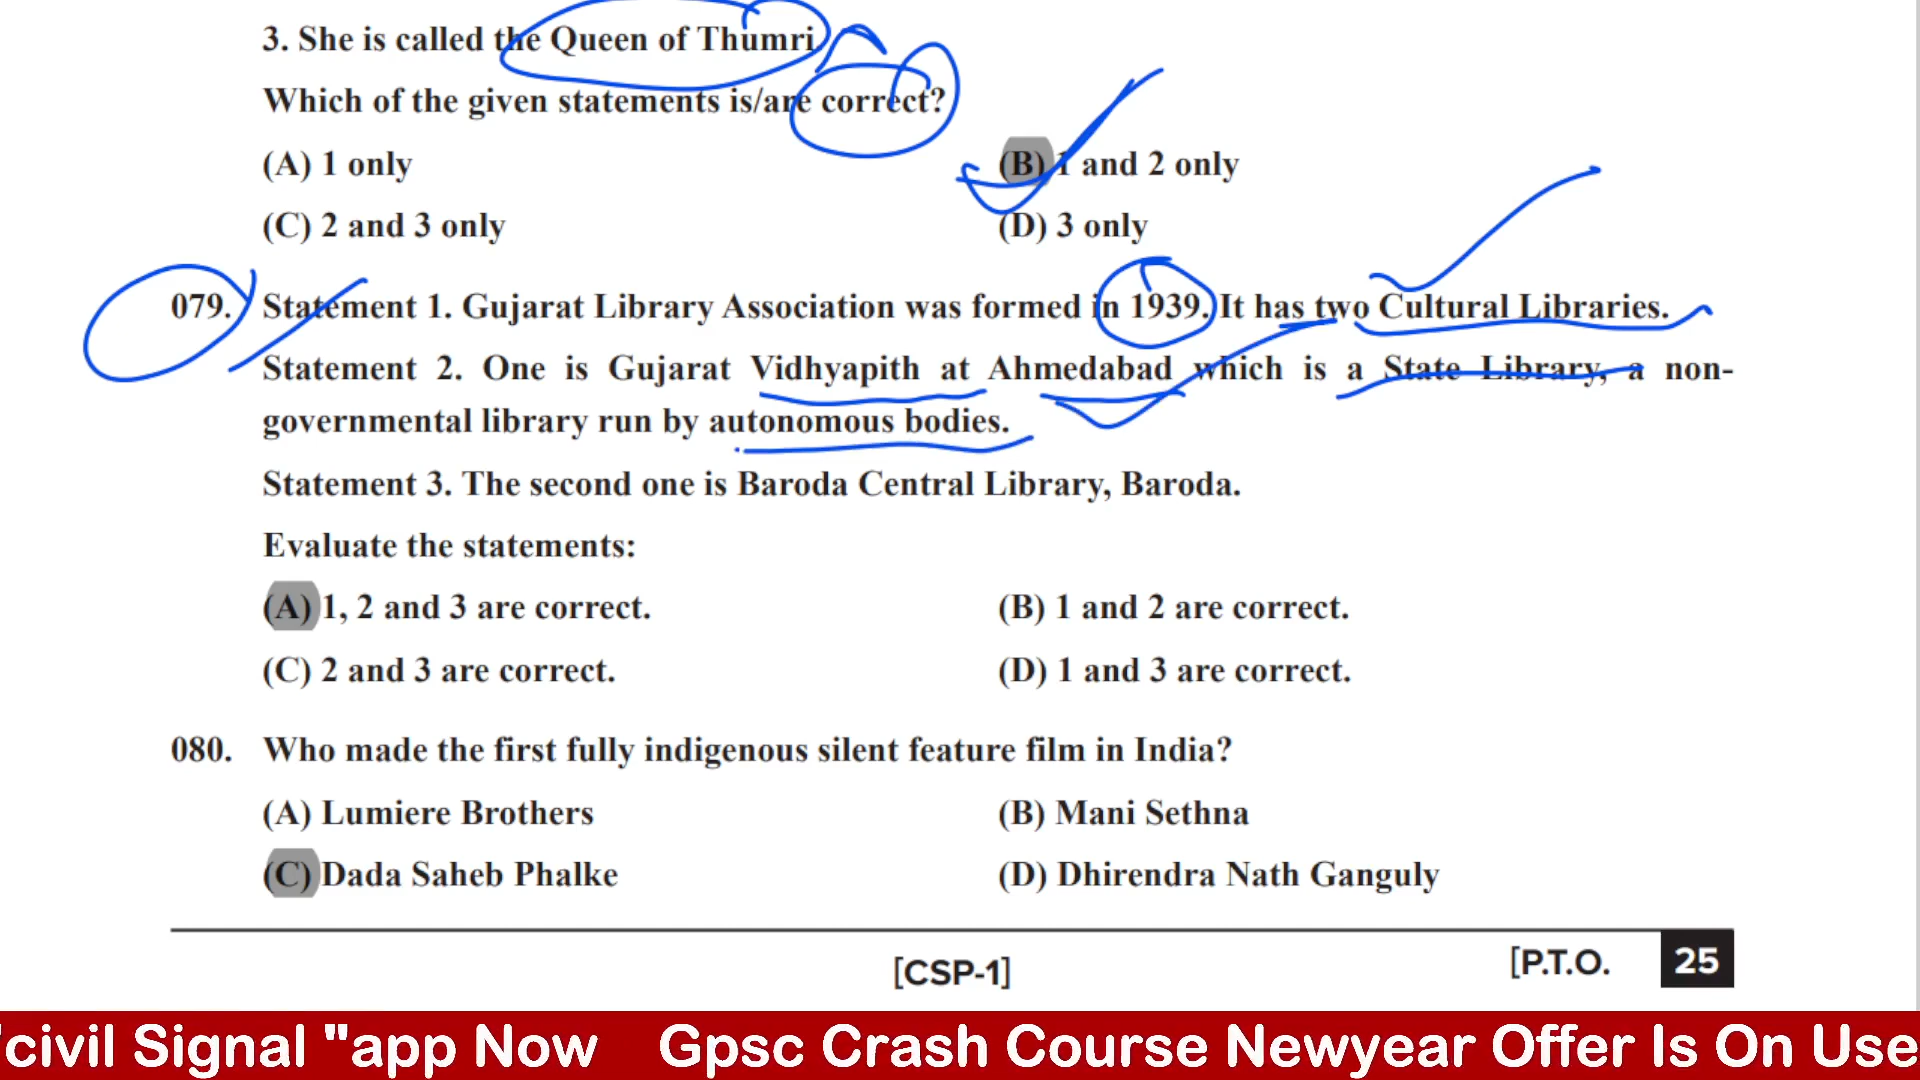 3. She is called the Queen of Thumri.
Which of the given statements is/are correct?
(A) 1 only
(B) 1 and 2 only
(C) 2 and 3 only
(D) 3 only
079. Statement 1. Gujarat Library Association was formed in 1939. It has two Cultural Libraries.
Statement 2. One is Gujarat Vidhyapith at Ahmedabad which is a State Library, a non-
governmental library run by autonomous bodies.
Statement 3. The second one is Baroda Central Library, Baroda.
Evaluate the statements:
(A) 1, 2 and 3 are correct.
(B) 1 and 2 are correct.
(C) 2 and 3 are correct.
(D) 1 and 3 are correct.
080. Who made the first fully indigenous silent feature film in India?
(A) Lumiere Brothers
(B) Mani Sethna
(C) Dada Saheb Phalke
(D) Dhirendra Nath Ganguly
[CSP-1]
[P.T.O.
25
"civil Signal "app Now Gpsc Crash Course Newyear Offer Is On Use